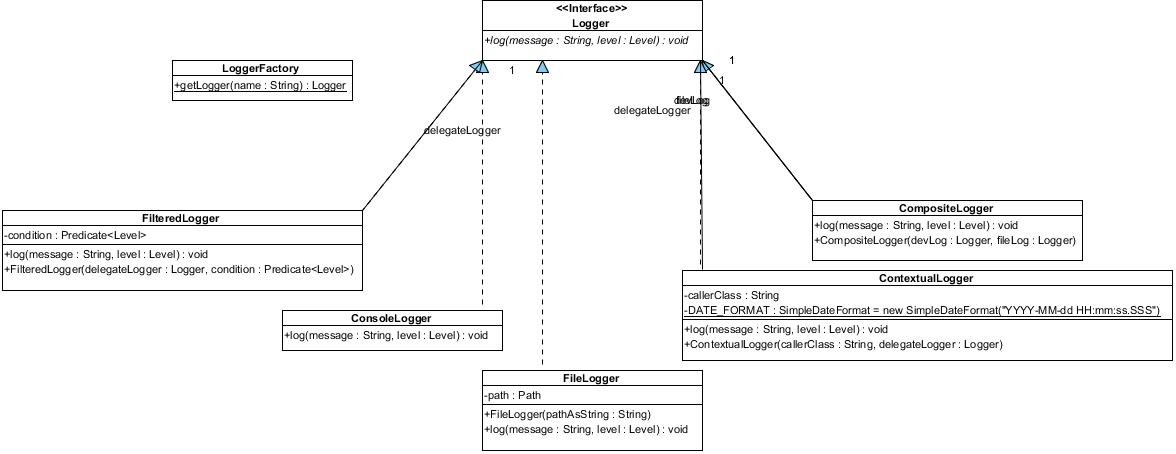 <<Interface>>
Logger
+log(message : String, level : Level) : void
LoggerFactory
+getLogger(name : String) : Logger
1
1
1
delegateLogger
delegateLogger
FilteredLogger
-condition : Predicate<Level>
+log(message : String, level : Level) : void
+FilteredLogger(delegateLogger : Logger, condition : Predicate<Level>)
CompositeLogger
+log(message : String, level : Level) : void
+CompositeLogger(devLog : Logger, fileLog : Logger)
ContextualLogger
-callerClass : String
-DATE_FORMAT : SimpleDateFormat = new SimpleDateFormat("YYYY-MM-dd HH:mm:ss.SSS")
+log(message : String, level : Level) : void
+ContextualLogger(callerClass : String, delegateLogger : Logger)
ConsoleLogger
+log(message : String, level : Level) : void
FileLogger
-path : Path
+FileLogger(pathAsString : String)
+log(message : String, level : Level) : void